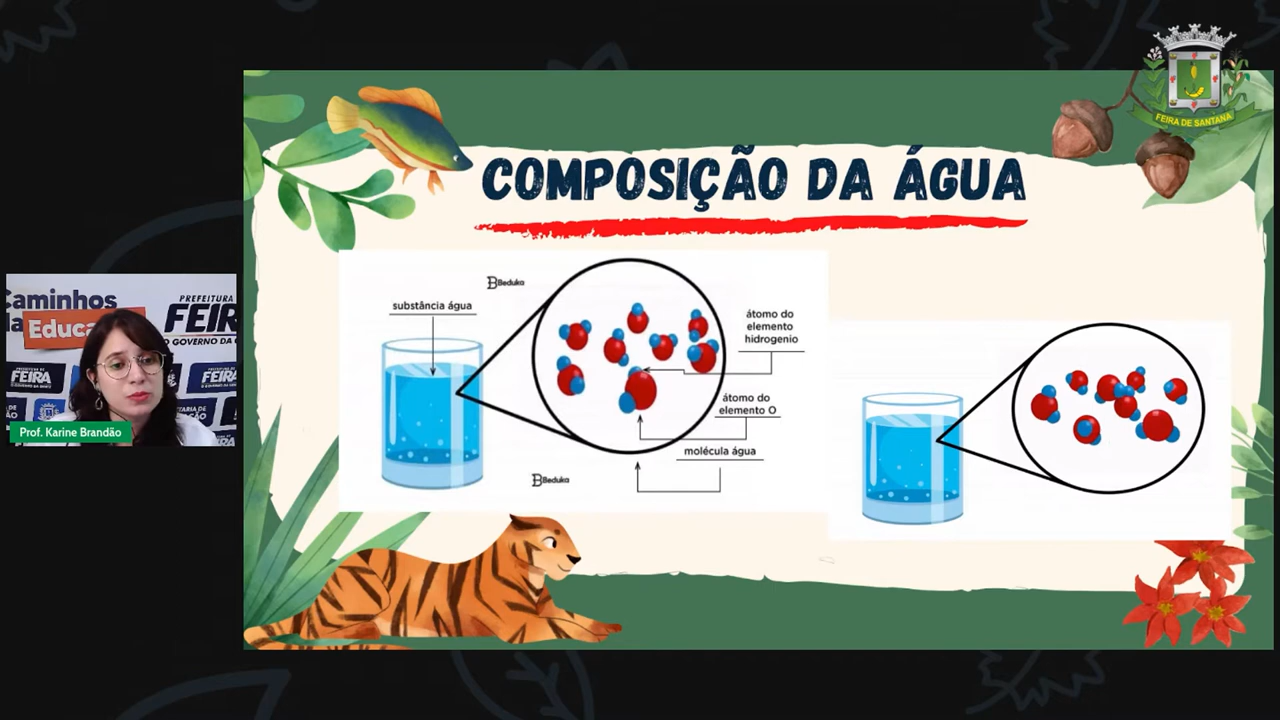 FEIRA DE SANTANA
COMPOSIÇÃO DA ÁGUA
Beduka
substância água
átomo do
elemento
hidrogenio
átomo do
elemento O
molécula água
Beduka
Caminhos
Educa
PREFEITURA
FEIR
O GOVERNO DA
FEIRA
FEIRA
Prof. Karine Brandão